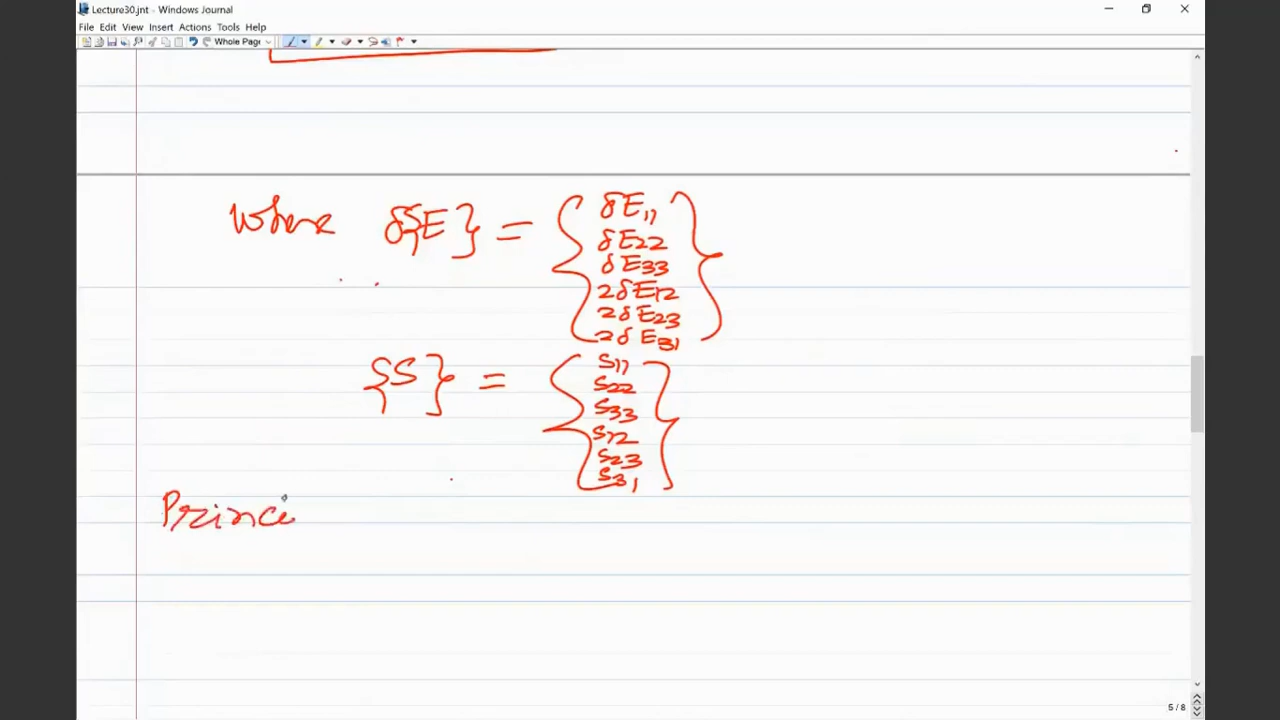 Lecture30.jnt - Windows Journal
File Edit View Insert Actions Tools Help
Whole Page
where δ{E} = { δE11
δE22
δE33
2δE12
2δE23
2δE31 }
{S} = { S11
S22
S33
S12
S23
S31 }
Princi
5 / 8